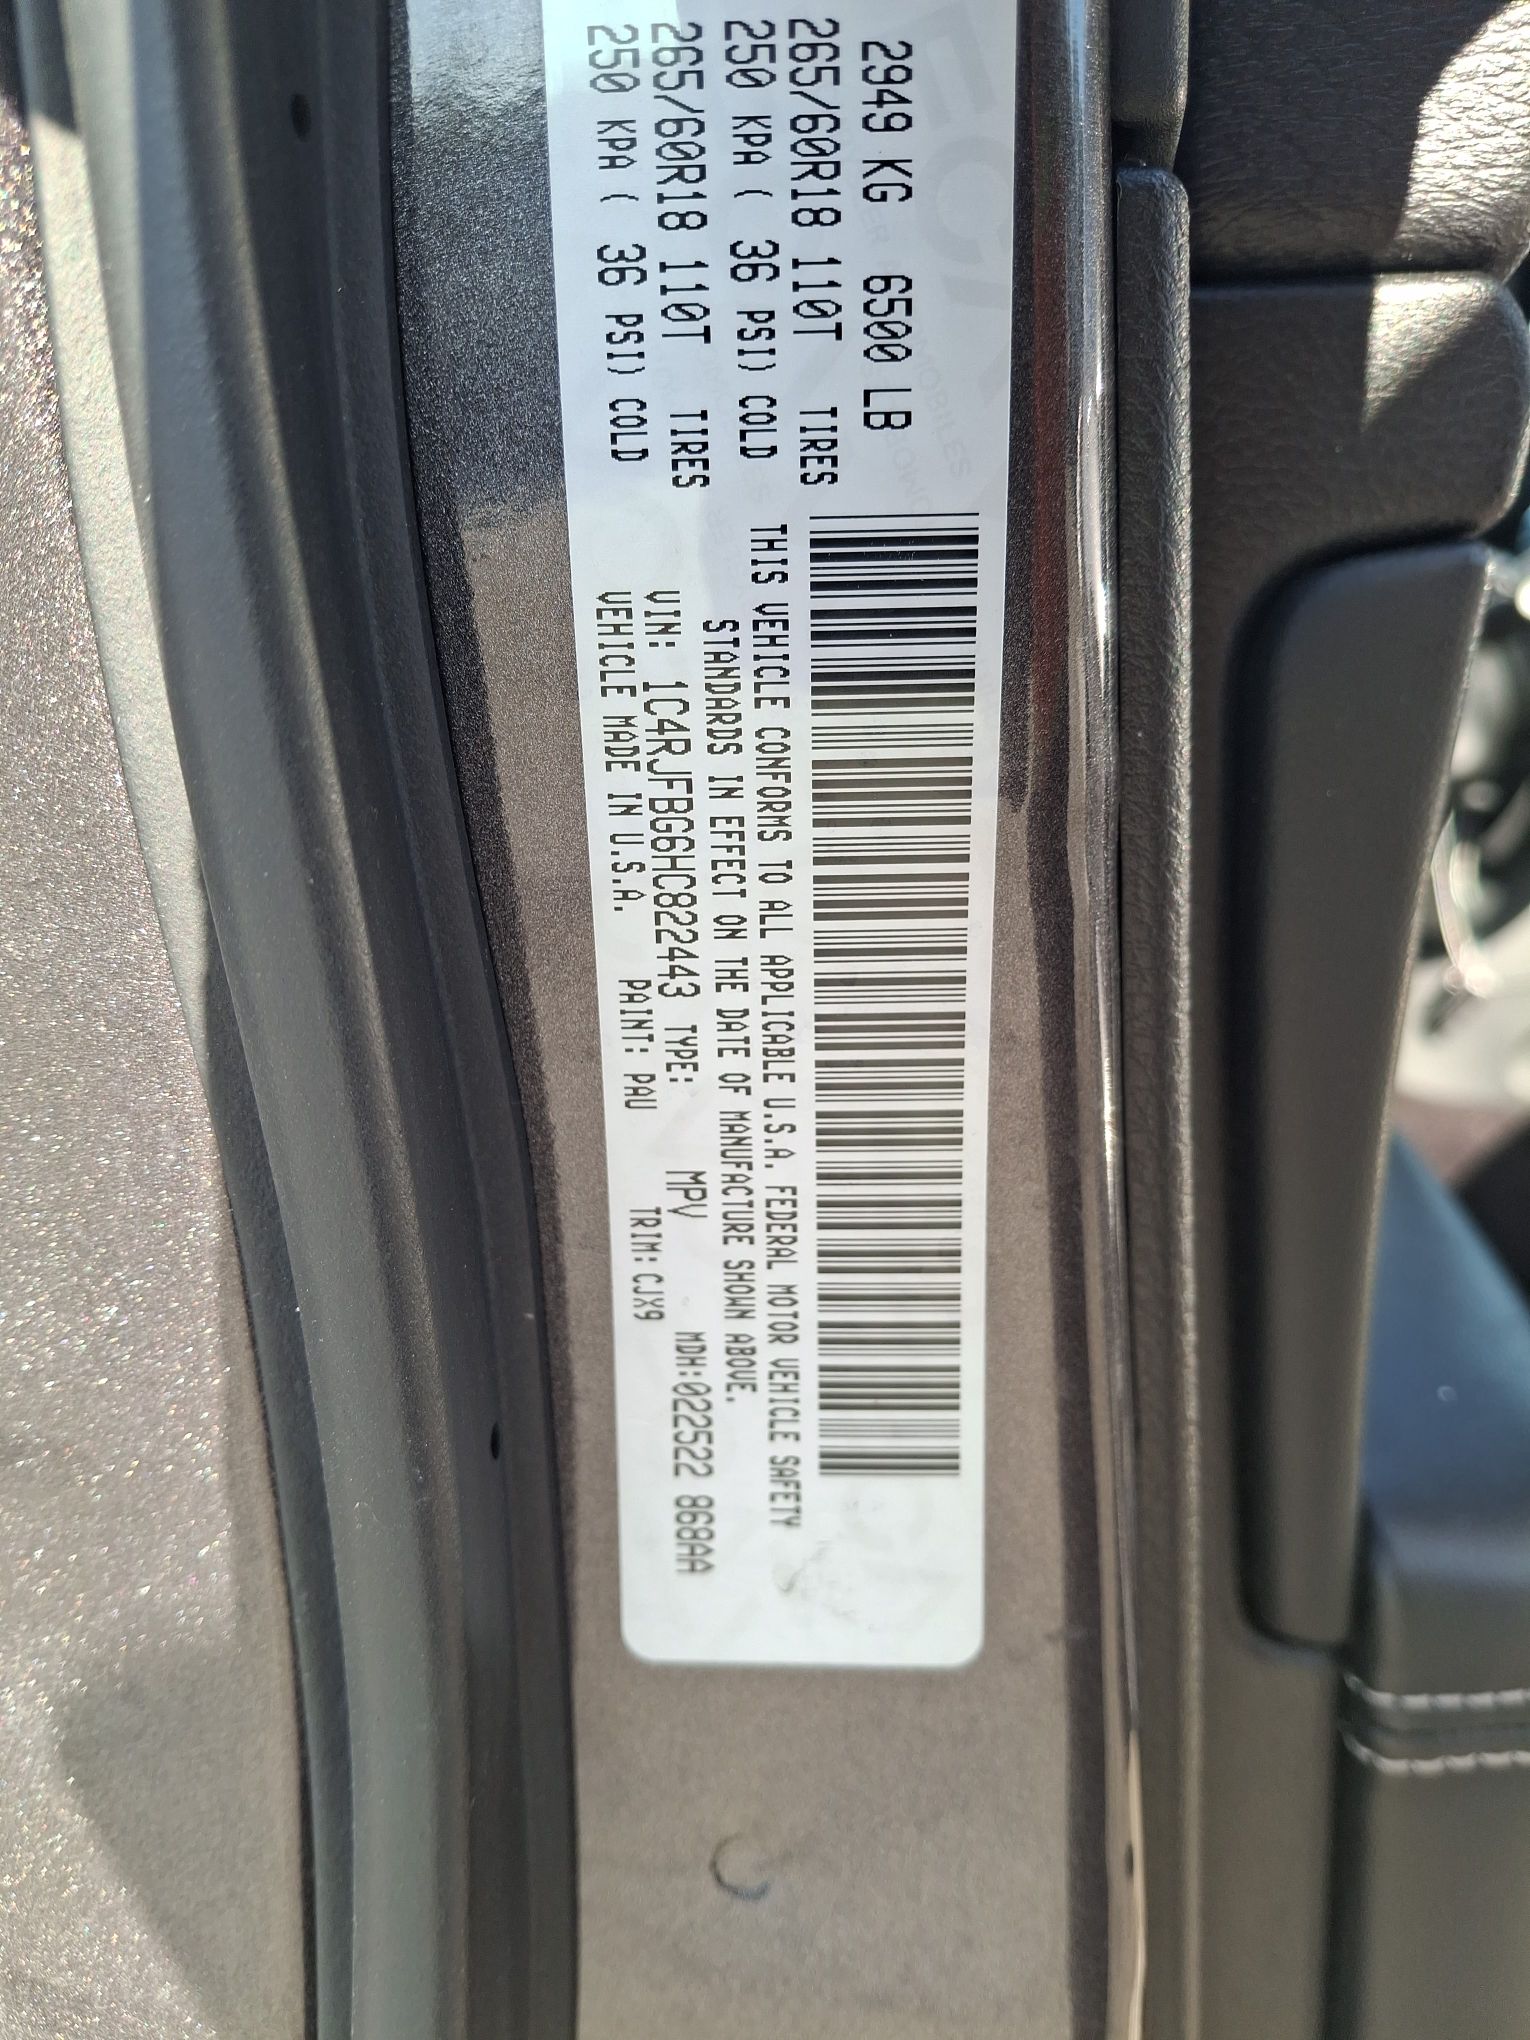 2949 KG 6500 LB
265/60R18 110T TIRES
250 KPA ( 36 PSI) COLD
265/60R18 110T TIRES
250 KPA ( 36 PSI) COLD
THIS VEHICLE CONFORMS TO ALL APPLICABLE U.S.A. FEDERAL MOTOR VEHICLE SAFETY
STANDARDS IN EFFECT ON THE DATE OF MANUFACTURE SHOWN ABOVE.
VIN: 1C4RJFBG6HC822443 TYPE: MPV MDH:022522 868AA
VEHICLE MADE IN U.S.A. PAINT: PAU TRIM:CJX9